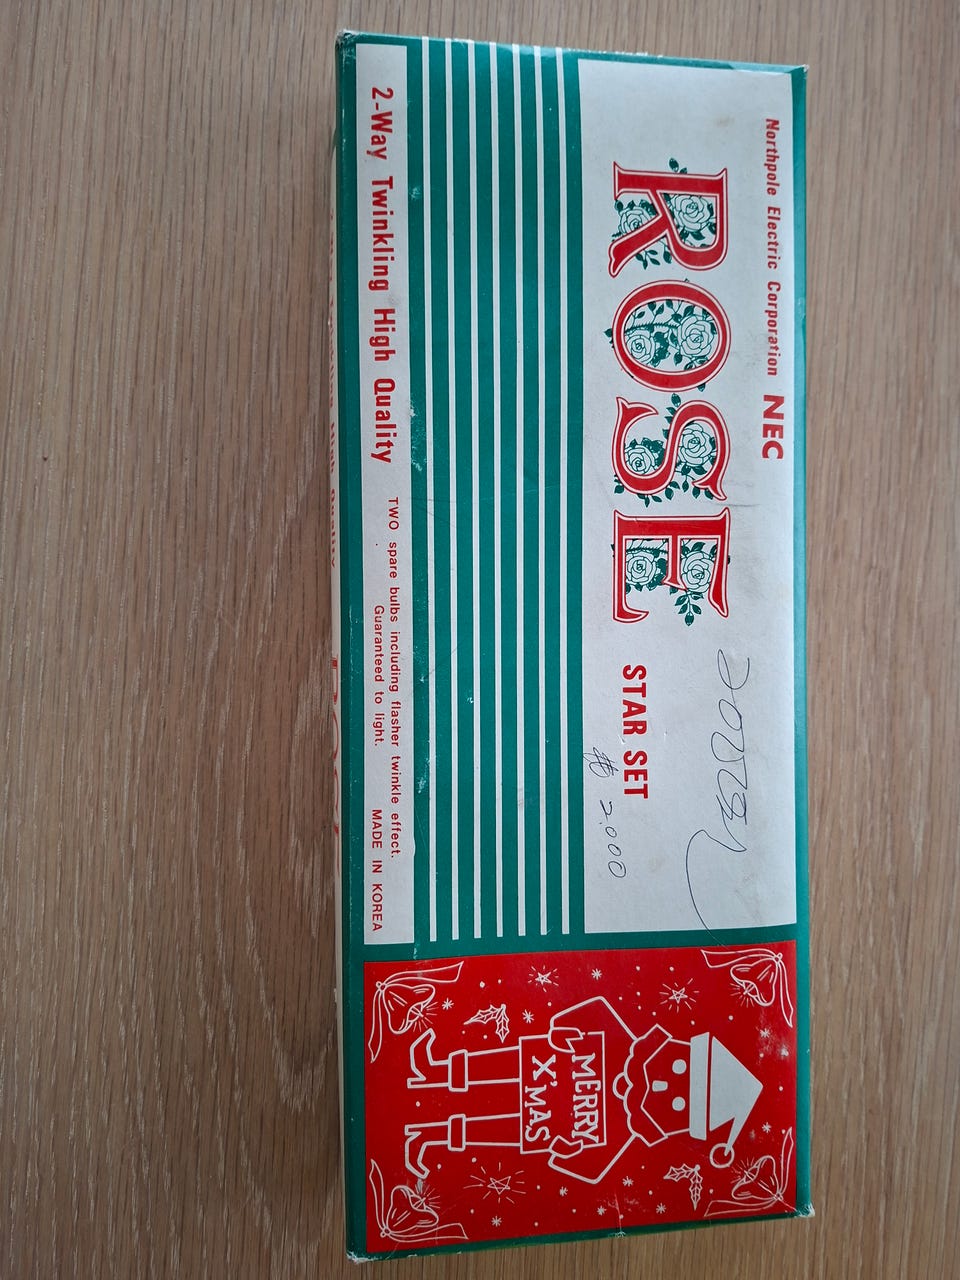 Northpole Electric Corporation NEC
ROSE
STAR SET
2000
2-Way Twinkling High Quality
TWO spare bulbs including flasher twinkle effect.
Guaranteed to light.
MADE IN KOREA
MERRY
X'MAS